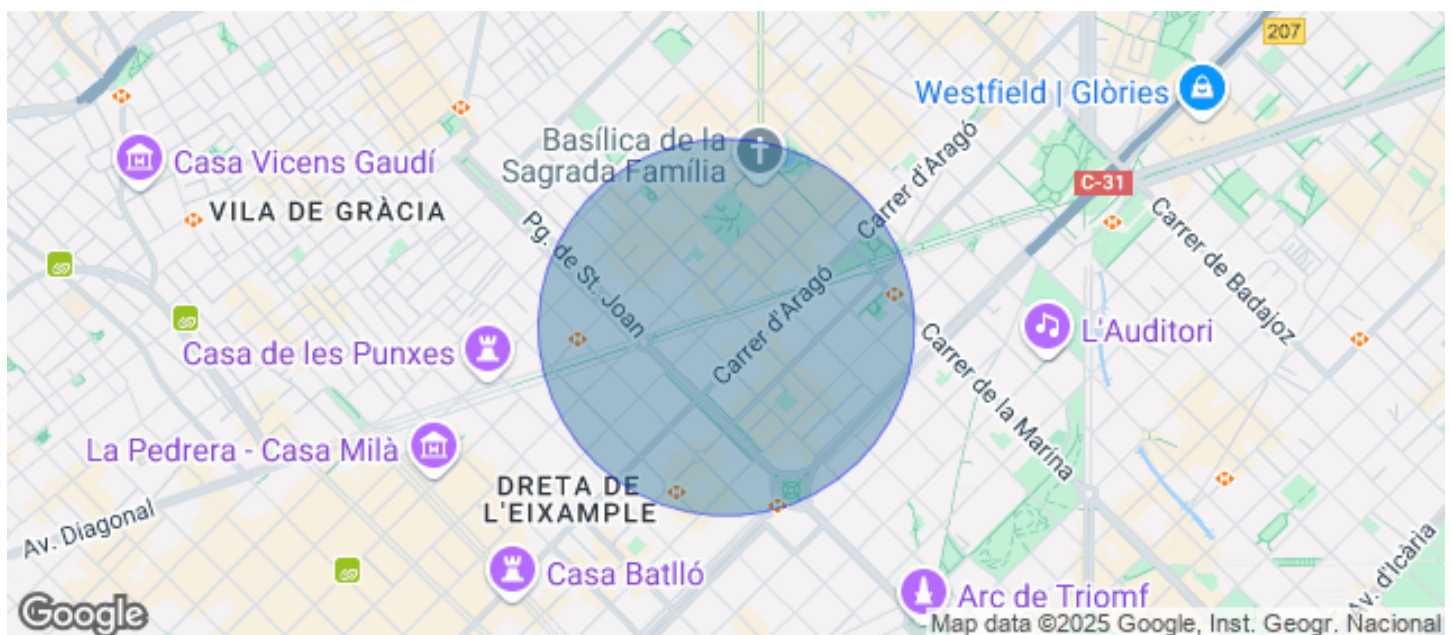 207
Westfield | Glòries
Basílica de la
Sagrada Família
Casa Vicens Gaudí
Carrer d'Aragó
C-31
VILA DE GRÀCIA
Pg. de St. Joan
Carrer de Badajoz
Carrer d'Aragó
L'Auditori
Casa de les Punxes
Carrer de la Marina
La Pedrera - Casa Milà
DRETA DE
L'EIXAMPLE
Av. Diagonal
Av. d'Icària
Casa Batlló
Arc de Triomf
Google
Map data ©2025 Google, Inst. Geogr. Nacional